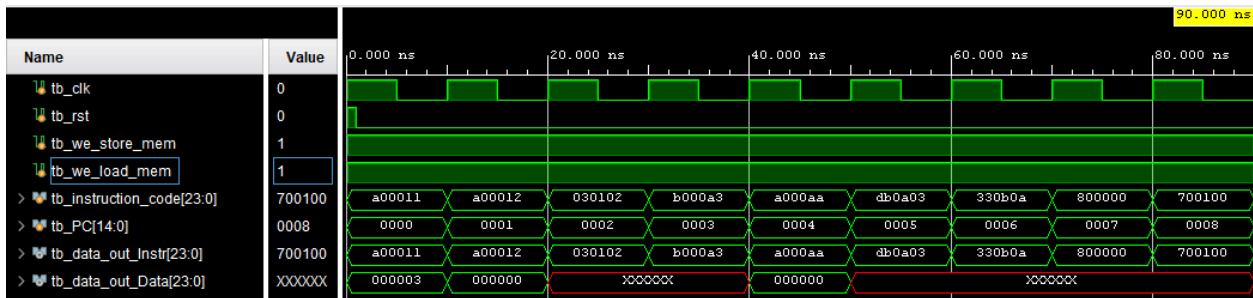 90.000 ns
Name Value 0.000 ns 20.000 ns 40.000 ns 60.000 ns 80.000 ns
tb_clk 0
tb_rst 0
tb_we_store_mem 1
tb_we_load_mem 1
tb_instruction_code[23:0] 700100 a00011 a00012 030102 b000a3 a000aa db0a03 330b0a 800000 700100
tb_PC[14:0] 0008 0000 0001 0002 0003 0004 0005 0006 0007 0008
tb_data_out_Instr[23:0] 700100 a00011 a00012 030102 b000a3 a000aa db0a03 330b0a 800000 700100
tb_data_out_Data[23:0] XXXXXX 000003 000000 XXXXXX 000000 XXXXXX